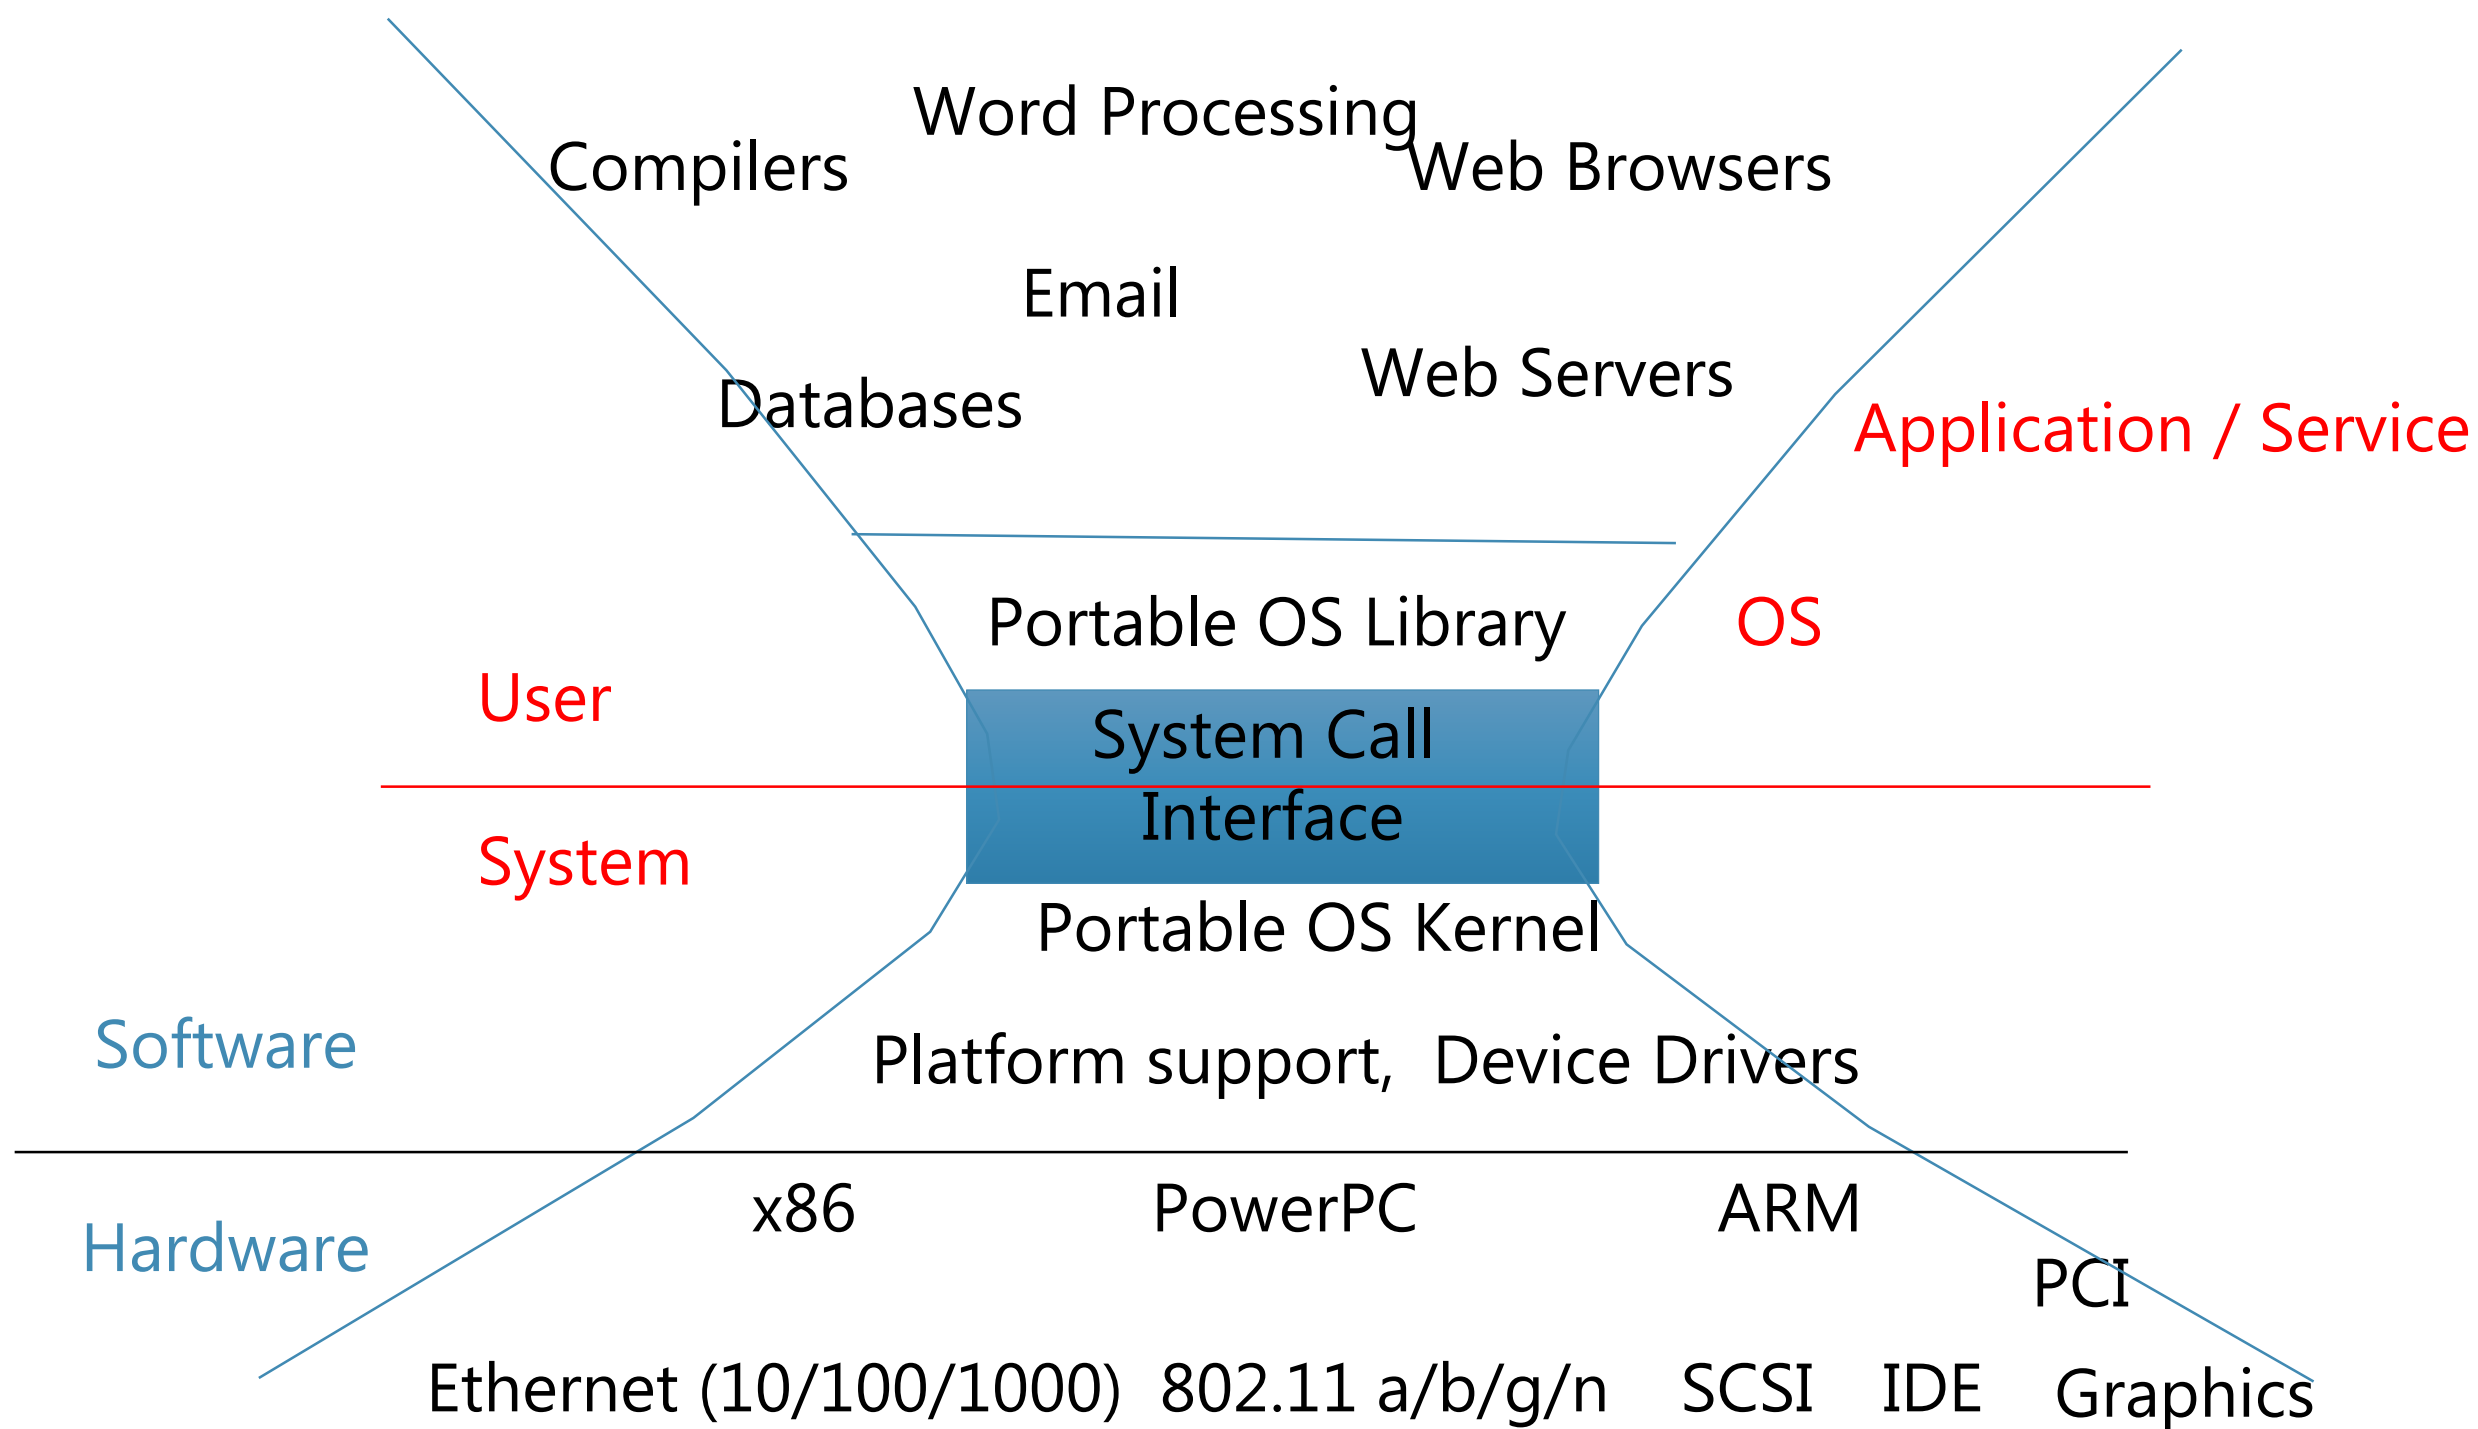 Word Processing
Compilers
Web Browsers
Email
Web Servers
Databases
Application / Service
Portable OS Library
OS
User
System Call
Interface
System
Portable OS Kernel
Software
Platform support, Device Drivers
x86
PowerPC
ARM
Hardware
PCI
Ethernet (10/100/1000)
802.11 a/b/g/n
SCSI
IDE
Graphics